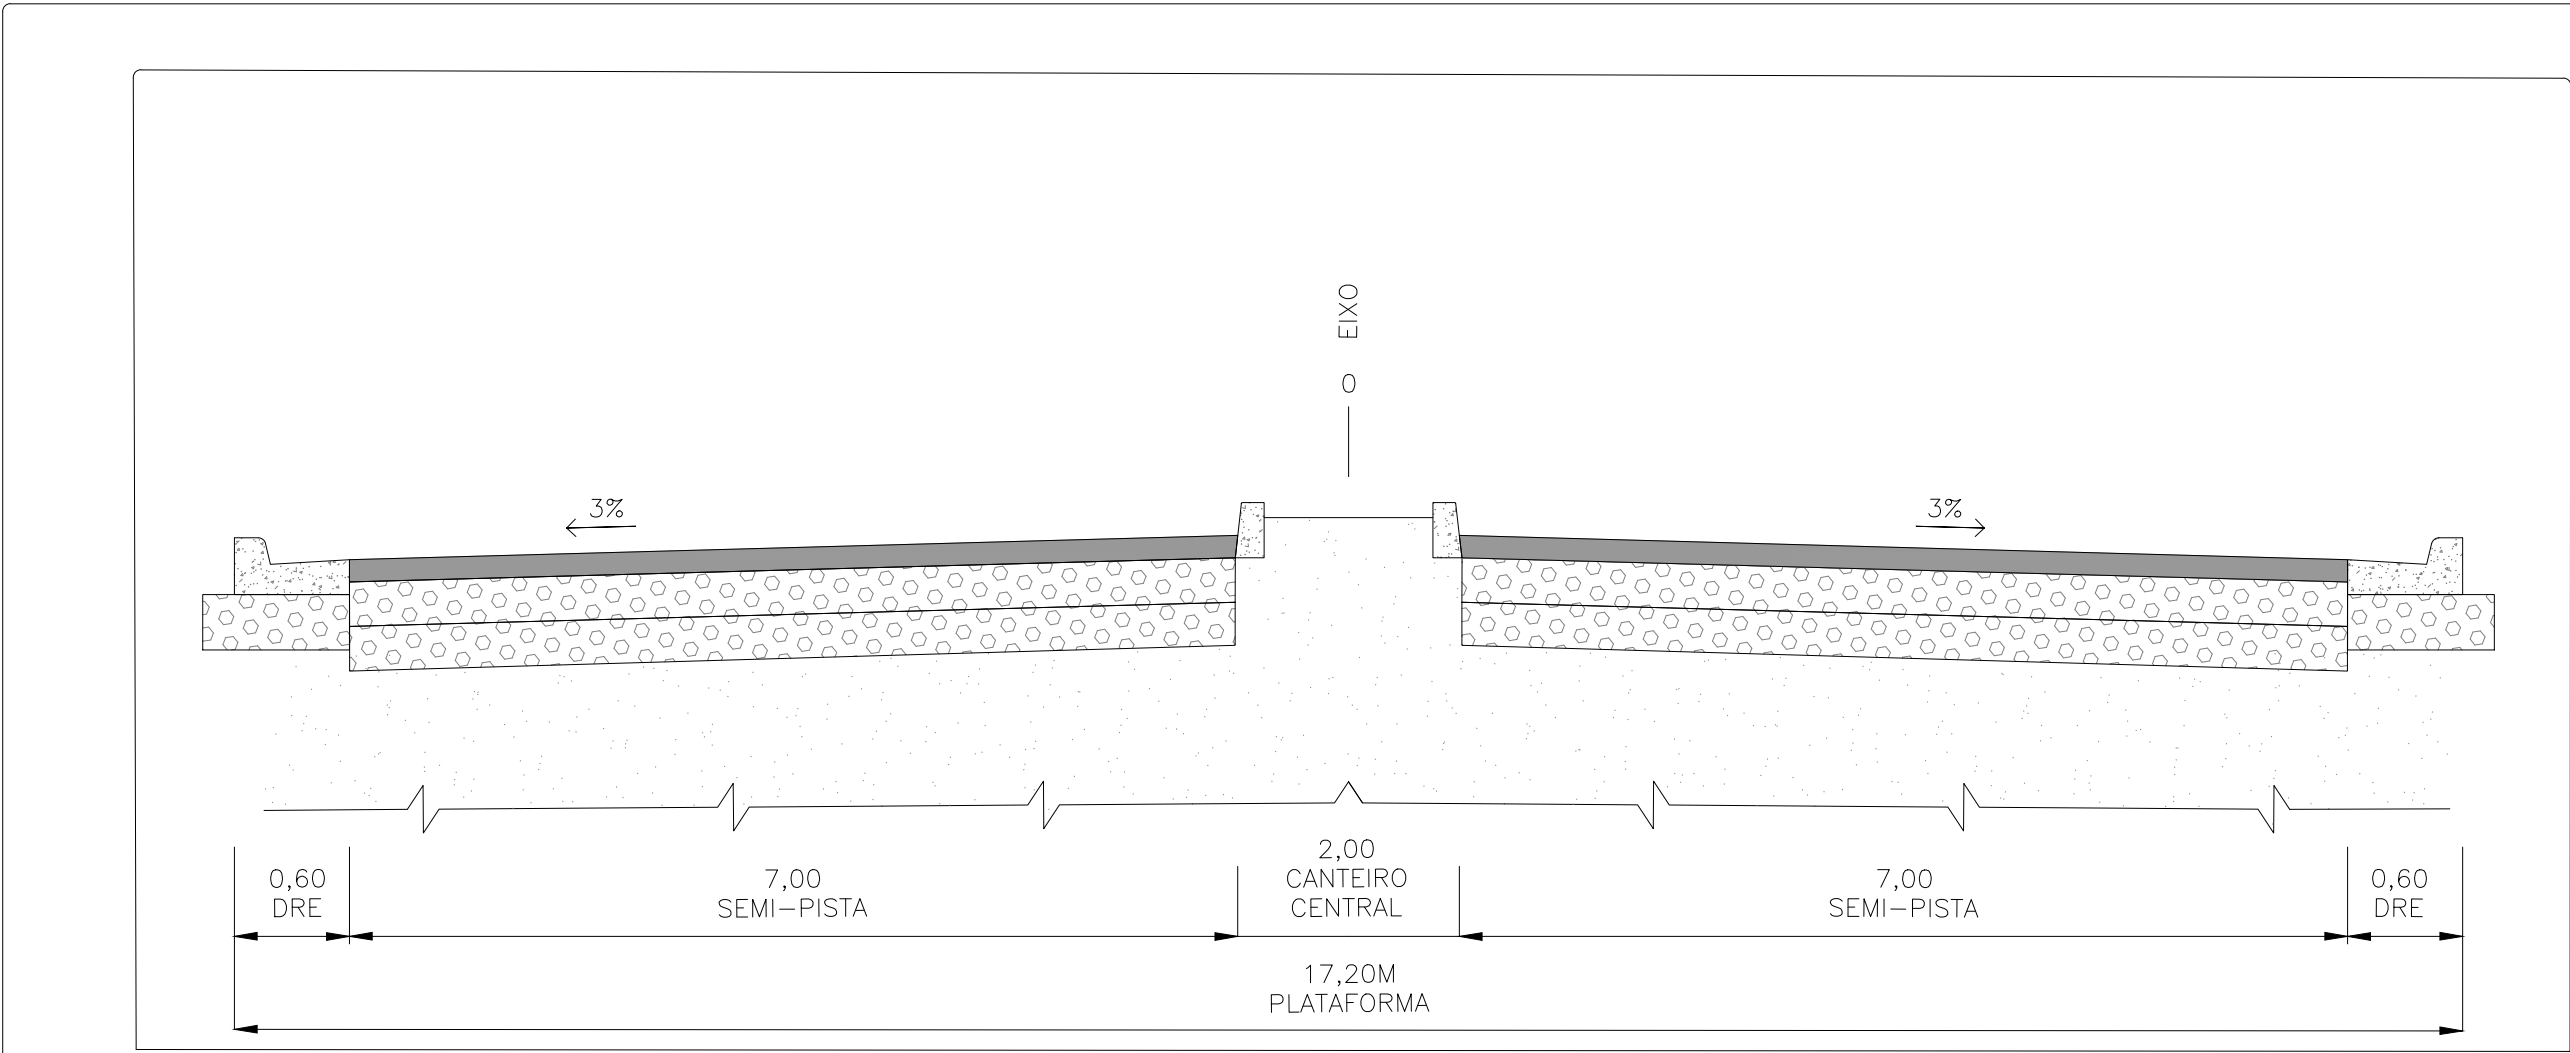 EIXO
0
3%
3%
0,60
DRE
7,00
SEMI-PISTA
2,00
CANTEIRO
CENTRAL
7,00
SEMI-PISTA
0,60
DRE
17,20M
PLATAFORMA